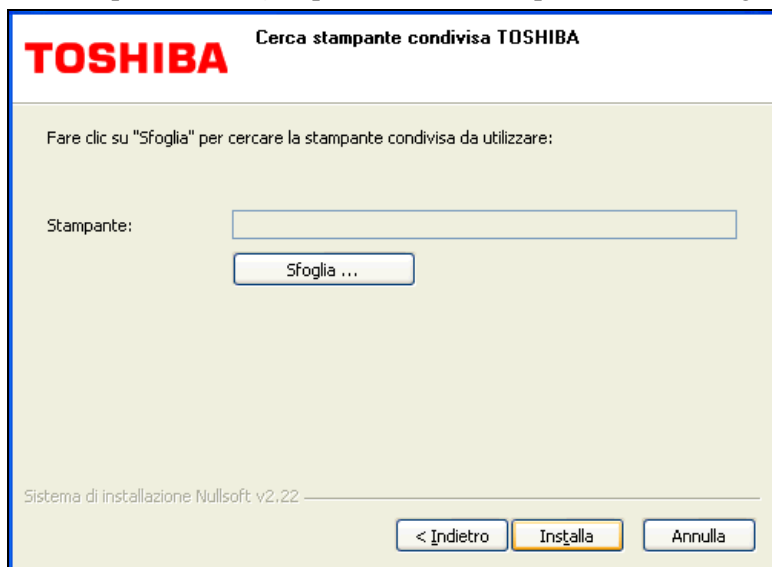 TOSHIBA
Cerca stampante condivisa TOSHIBA
Fare clic su "Sfoglia" per cercare la stampante condivisa da utilizzare:
Stampante:
Sfoglia ...
Sistema di installazione Nullsoft v2.22
< Indietro
Installa
Annulla